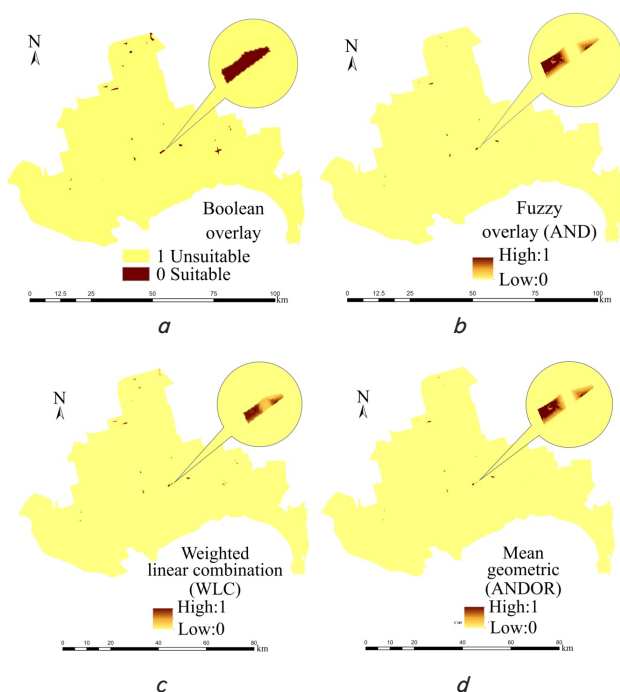 N
Boolean
overlay
1 Unsuitable
0 Suitable
0 12.5 25 50 75 100
km
a
N
Fuzzy
overlay (AND)
High:1
Low:0
0 12.5 25 50 75 100
km
b
N
Weighted
linear combination
(WLC)
High:1
Low:0
0 10 20 40 60 80
km
c
N
Mean
geometric
(ANDOR)
High:1
Low:0
0 10 20 40 60 80
km
d